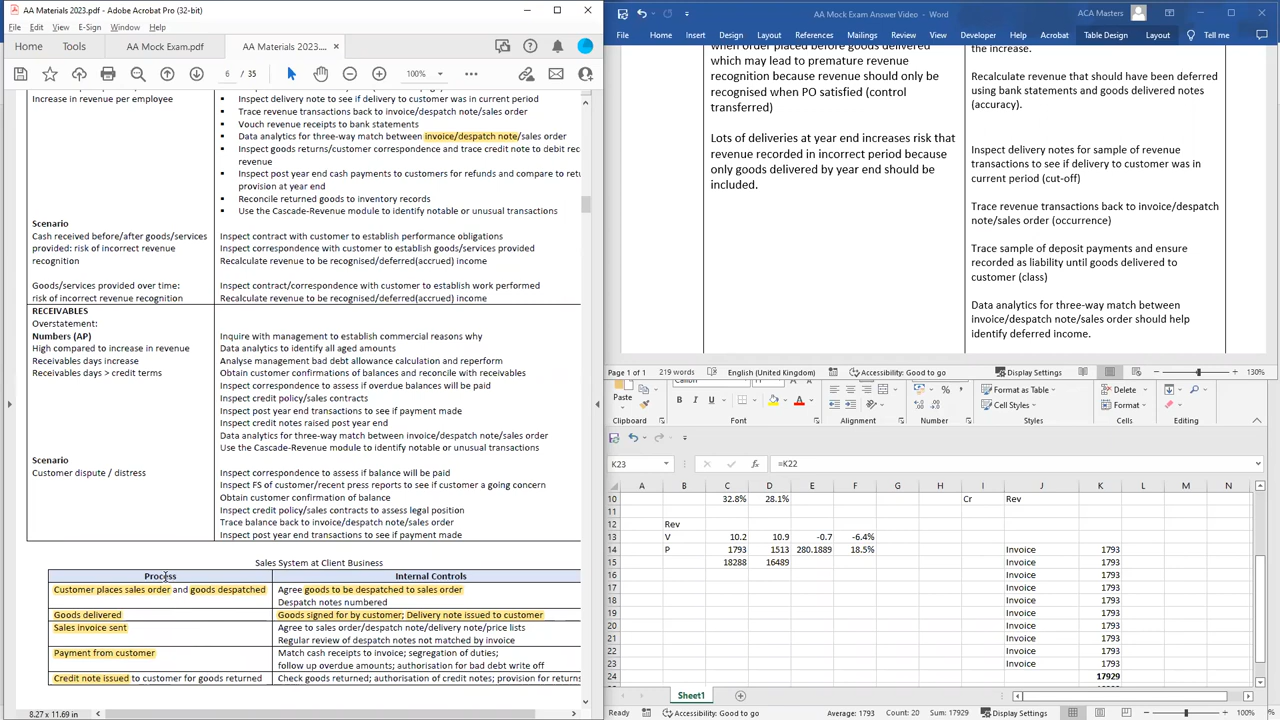 AA Materials 2023.pdf - Adobe Acrobat Pro (32-bit)
File Edit View E-Sign Window Help
Home Tools AA Mock Exam.pdf AA Materials 2023....
6 / 35 100%
Increase in revenue per employee
Inspect delivery note to see if delivery to customer was in current period
Trace revenue transactions back to invoice/despatch note/sales order
Vouch revenue receipts to bank statements
Data analytics for three-way match between invoice/despatch note/sales order
Inspect goods returns/customer correspondence and trace credit note to debit rec
revenue
Inspect post year end cash payments to customers for refunds and compare to retu
provision at year end
Reconcile returned goods to inventory records
Use the Cascade-Revenue module to identify notable or unusual transactions
Scenario
Cash received before/after goods/services
provided: risk of incorrect revenue
recognition
Inspect contract with customer to establish performance obligations
Inspect correspondence with customer to establish goods/services provided
Recalculate revenue to be recognised/deferred(accrued) income
Goods/services provided over time:
risk of incorrect revenue recognition
Inspect contract/correspondence with customer to establish work performed
Recalculate revenue to be recognised/deferred(accrued) income
RECEIVABLES
Overstatement:
Numbers (AP)
High compared to increase in revenue
Receivables days increase
Receivables days > credit terms
Inquire with management to establish commercial reasons why
Data analytics to identify all aged amounts
Analyse management bad debt allowance calculation and reperform
Obtain customer confirmations of balances and reconcile with receivables
Inspect correspondence to assess if overdue balances will be paid
Inspect credit policy/sales contracts
Inspect post year end transactions to see if payment made
Inspect credit notes raised post year end
Data analytics for three-way match between invoice/despatch note/sales order
Use the Cascade-Revenue module to identify notable or unusual transactions
Scenario
Customer dispute / distress
Inspect correspondence to assess if balance will be paid
Inspect FS of customer/recent press reports to see if customer a going concern
Obtain customer confirmation of balance
Inspect credit policy/sales contracts to assess legal position
Trace balance back to invoice/despatch note/sales order
Inspect post year end transactions to see if payment made
Sales System at Client Business
Process Internal Controls
Customer places sales order and goods despatched
Agree goods to be despatched to sales order
Despatch notes numbered
Goods delivered
Goods signed for by customer; Delivery note issued to customer
Sales invoice sent
Agree to sales order/despatch note/delivery note/price lists
Regular review of despatch notes not matched by invoice
Payment from customer
Match cash receipts to invoice; segregation of duties;
follow up overdue amounts; authorisation for bad debt write off
Credit note issued to customer for goods returned
Check goods returned; authorisation of credit notes; provision for returns
8.27 x 11.69 in
AA Mock Exam Answer Video - Word
ACA Masters
File Insert Draw Design Layout References Mailings Review View Developer Help Acrobat Table Design Layout Tell me
when order placed before goods delivered
which may lead to premature revenue
recognition because revenue should only be
recognised when PO satisfied (control
transferred)
Lots of deliveries at year end increases risk that
revenue recorded in incorrect period because
only goods delivered by year end should be
included.
the increase.
Recalculate revenue that should have been deferred
using bank statements and goods delivered notes
(accuracy).
Inspect delivery notes for sample of revenue
transactions to see if delivery to customer was in
current period (cut-off)
Trace revenue transactions back to invoice/despatch
note/sales order (occurrence)
Trace sample of deposit payments and ensure
recorded as liability until goods delivered to
customer (class)
Data analytics for three-way match between
invoice/despatch note/sales order should help
identify deferred income.
Page 1 of 1 219 words English (United Kingdom) Accessibility: Good to go Display Settings 130%
Paste
B I U
Format as Table
Cell Styles
Delete
Format
Clipboard Font Alignment Number Styles Cells Editing
K23 fx =K22
A B C D E F G H I J K L M N
10 32.8% 28.1% Cr Rev
11
12 Rev
13 V 10.2 10.9 -0.7 -6.4%
14 P 1793 1513 280.1889 18.5% Invoice 1793
15 18288 16489 Invoice 1793
16 Invoice 1793
17 Invoice 1793
18 Invoice 1793
19 Invoice 1793
20 Invoice 1793
21 Invoice 1793
22 Invoice 1793
23 Invoice 1793
24 17929
Sheet1
Ready Accessibility: Good to go Average: 1793 Count: 20 Sum: 17929 Display Settings 100%